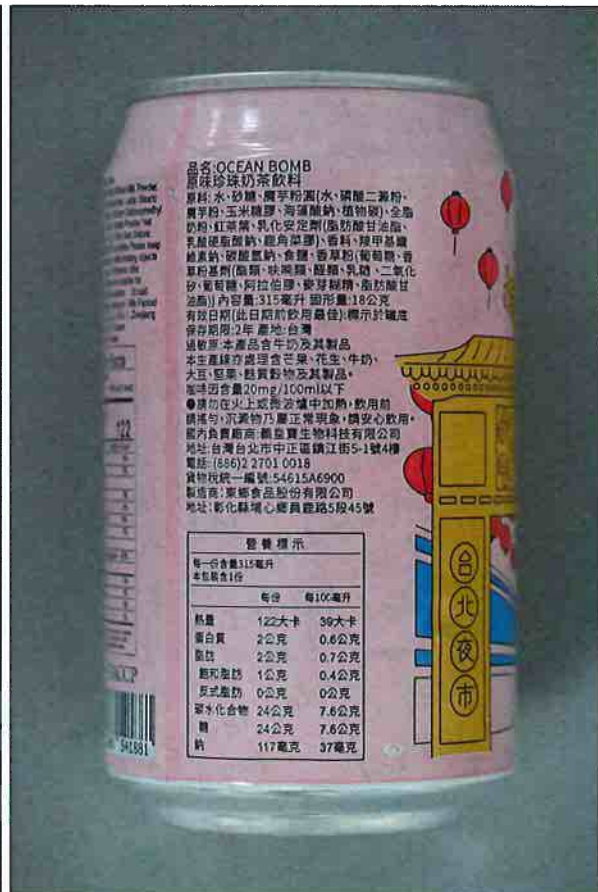 品名:OCEAN BOMB
原味珍珠奶茶飲料
原料:水、砂糖、魔芋粉圓(水、磷酸二澱粉、
魔芋粉、玉米糖膠、海藻酸鈉、植物碳)、全脂
奶粉、紅茶葉、乳化安定劑(脂肪酸甘油酯、
乳酸硬脂酸鈉、鹿角菜膠)、香料、羧甲基纖
維素鈉、碳酸氫鈉、食鹽、香草粉(葡萄糖、香
草粉基劑(酯類、呋喃類、醛類、乳糖、二氧化
矽、葡萄糖、阿拉伯膠、麥芽糊精、脂肪酸甘
油酯)) 內容量:315毫升 固形量:18公克
有效日期(此日期前飲用最佳):標示於罐底
保存期限:2年 產地:台灣
過敏原:本產品含牛奶及其製品
本生產線亦處理含芒果、花生、牛奶、
大豆、堅果、麩質穀物及其製品。
咖啡因含量20mg/100ml以下
●請勿在火上或微波爐中加熱,飲用前
請搖勻,沉澱物乃屬正常現象,請安心飲用。
國內負責廠商:皇寶生物科技有限公司
地址:台灣台北市中正區鎮江街5-1號4樓
電話:(886)2 2701 0018
貨物稅統一編號:54615A6900
製造商:東鄉食品股份有限公司
地址:彰化縣埔心鄉員鹿路5段45號
營養標示
每一份含量315毫升
本包裝含1份
每份 每100毫升
熱量 122大卡 39大卡
蛋白質 2公克 0.6公克
脂肪 2公克 0.7公克
飽和脂肪 1公克 0.4公克
反式脂肪 0公克 0公克
碳水化合物 24公克 7.6公克
糖 24公克 7.6公克
鈉 117毫克 37毫克
台北夜市
122
541881